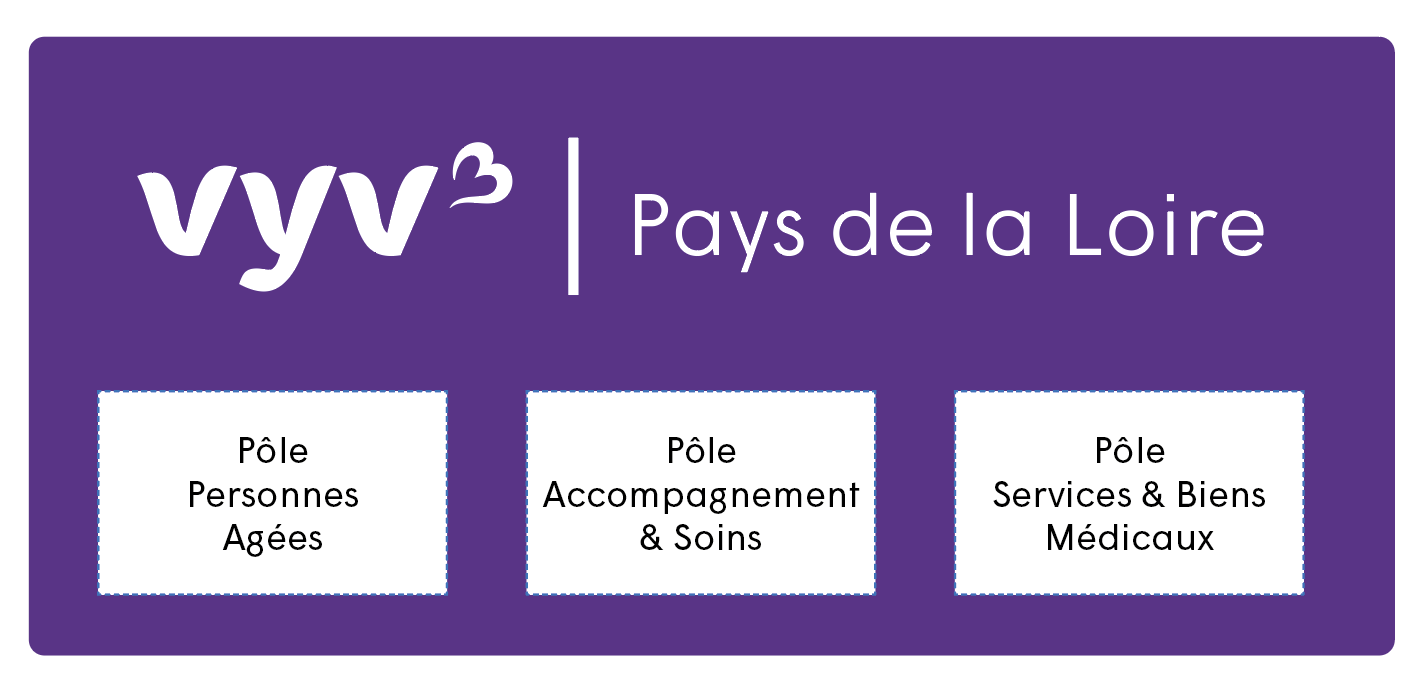 vyv3 | Pays de la Loire
Pôle
Personnes
Agées
Pôle
Accompagnement
& Soins
Pôle
Services & Biens
Médicaux